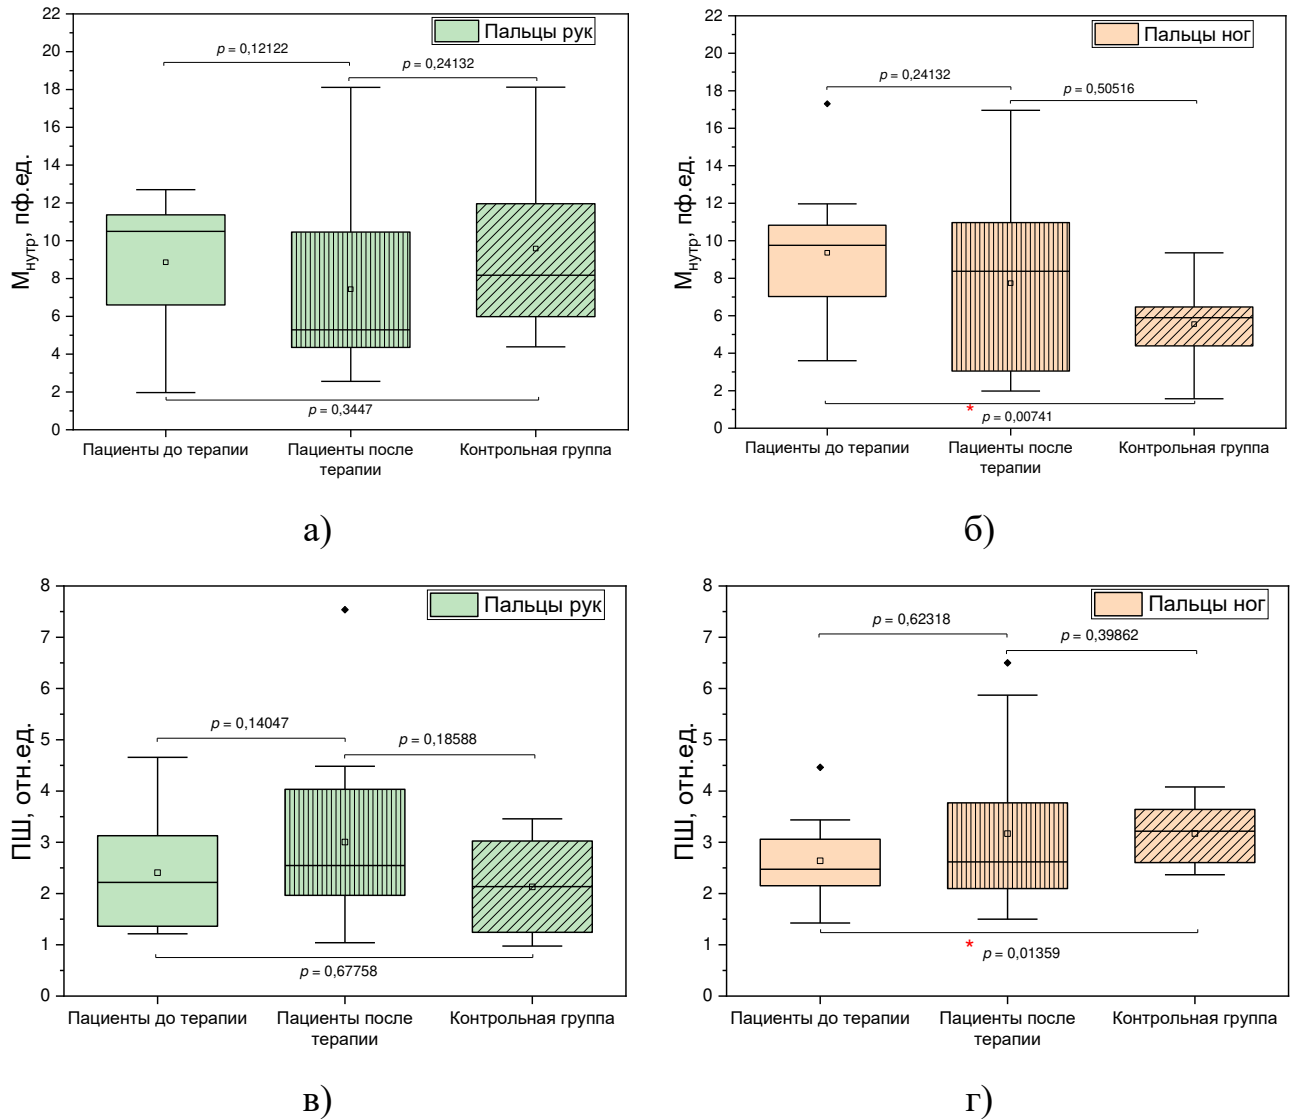 22
20
18
16
14
12
10
8
6
4
2
0
Mнутр, пф.ед.
Пальцы рук
p = 0,12122
p = 0,24132
p = 0,3447
Пациенты до терапии
Пациенты после
терапии
Контрольная группа
а)
22
20
18
16
14
12
10
8
6
4
2
0
Mнутр, пф.ед.
Пальцы ног
p = 0,24132
p = 0,50516
* p = 0,00741
Пациенты до терапии
Пациенты после
терапии
Контрольная группа
б)
8
7
6
5
4
3
2
1
0
ПШ, отн.ед.
Пальцы рук
p = 0,14047
p = 0,18588
p = 0,67758
Пациенты до терапии
Пациенты после
терапии
Контрольная группа
в)
8
7
6
5
4
3
2
1
0
ПШ, отн.ед.
Пальцы ног
p = 0,62318
p = 0,39862
* p = 0,01359
Пациенты до терапии
Пациенты после
терапии
Контрольная группа
г)